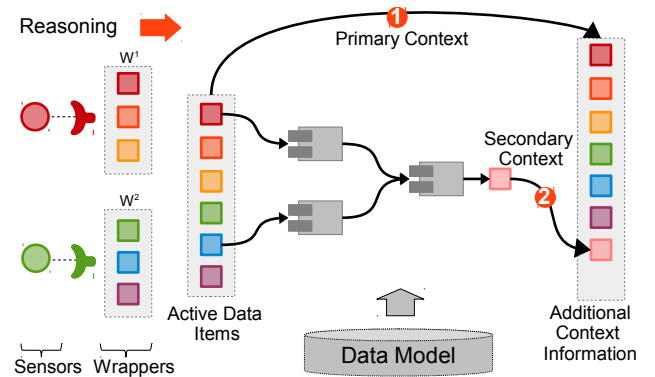 Reasoning
1
Primary Context
W1
W2
Secondary
Context
2
Active Data
Items
Additional
Context
Information
Data Model
Sensors
Wrappers